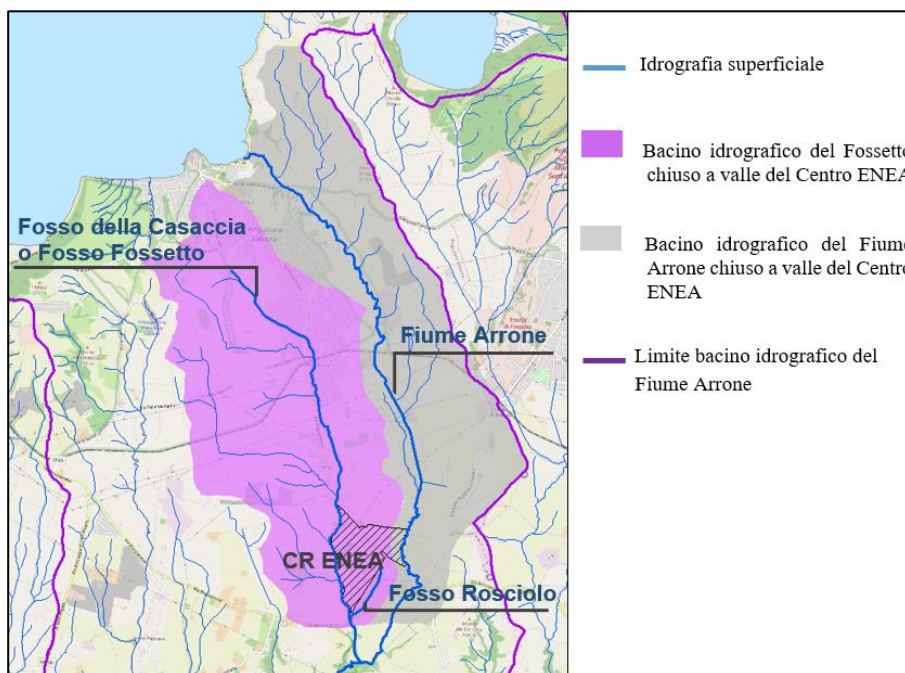 Fosso della Casaccia
o Fosso Fossetto
Fiume Arrone
CR ENEA
Fosso Rosciolo
Idrografia superficiale
Bacino idrografico del Fossetto
chiuso a valle del Centro ENEA
Bacino idrografico del Fiume
Arrone chiuso a valle del Centro
ENEA
Limite bacino idrografico del
Fiume Arrone